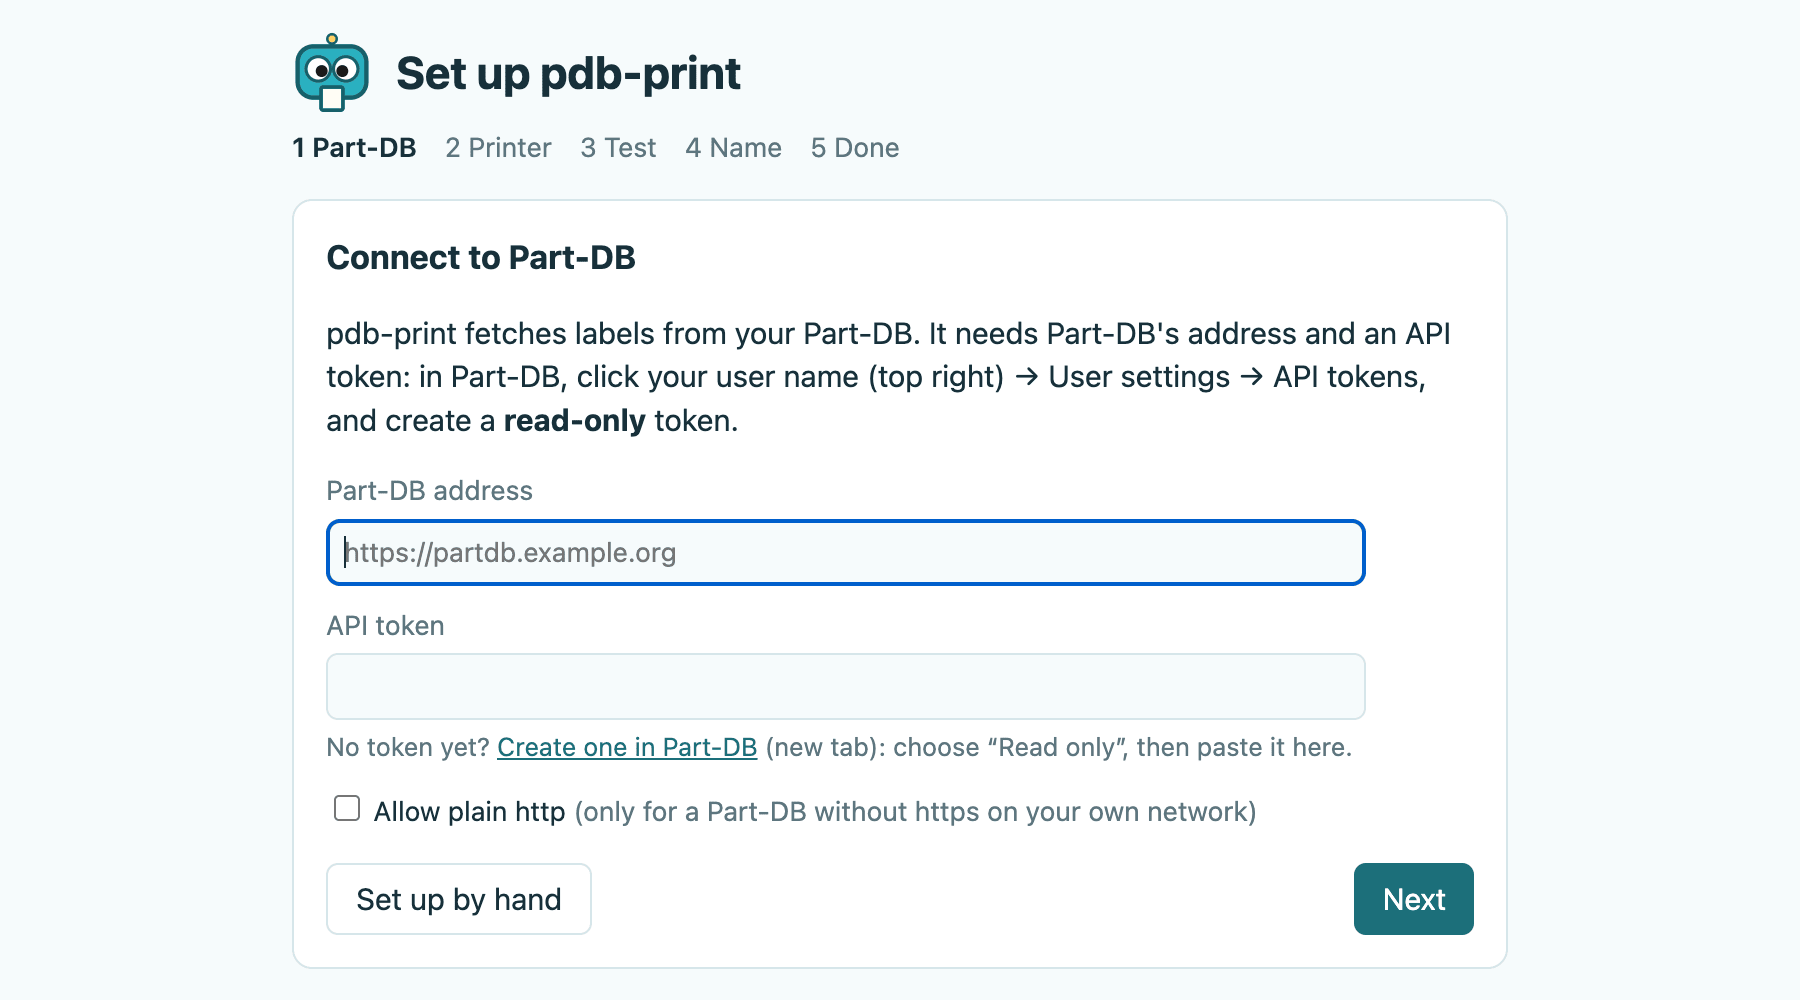 Set up pdb-print
1 Part-DB 2 Printer 3 Test 4 Name 5 Done
Connect to Part-DB
pdb-print fetches labels from your Part-DB. It needs Part-DB's address and an API
token: in Part-DB, click your user name (top right) → User settings → API tokens,
and create a read-only token.
Part-DB address
https://partdb.example.org
API token
No token yet? Create one in Part-DB (new tab): choose “Read only”, then paste it here.
Allow plain http (only for a Part-DB without https on your own network)
Set up by hand
Next